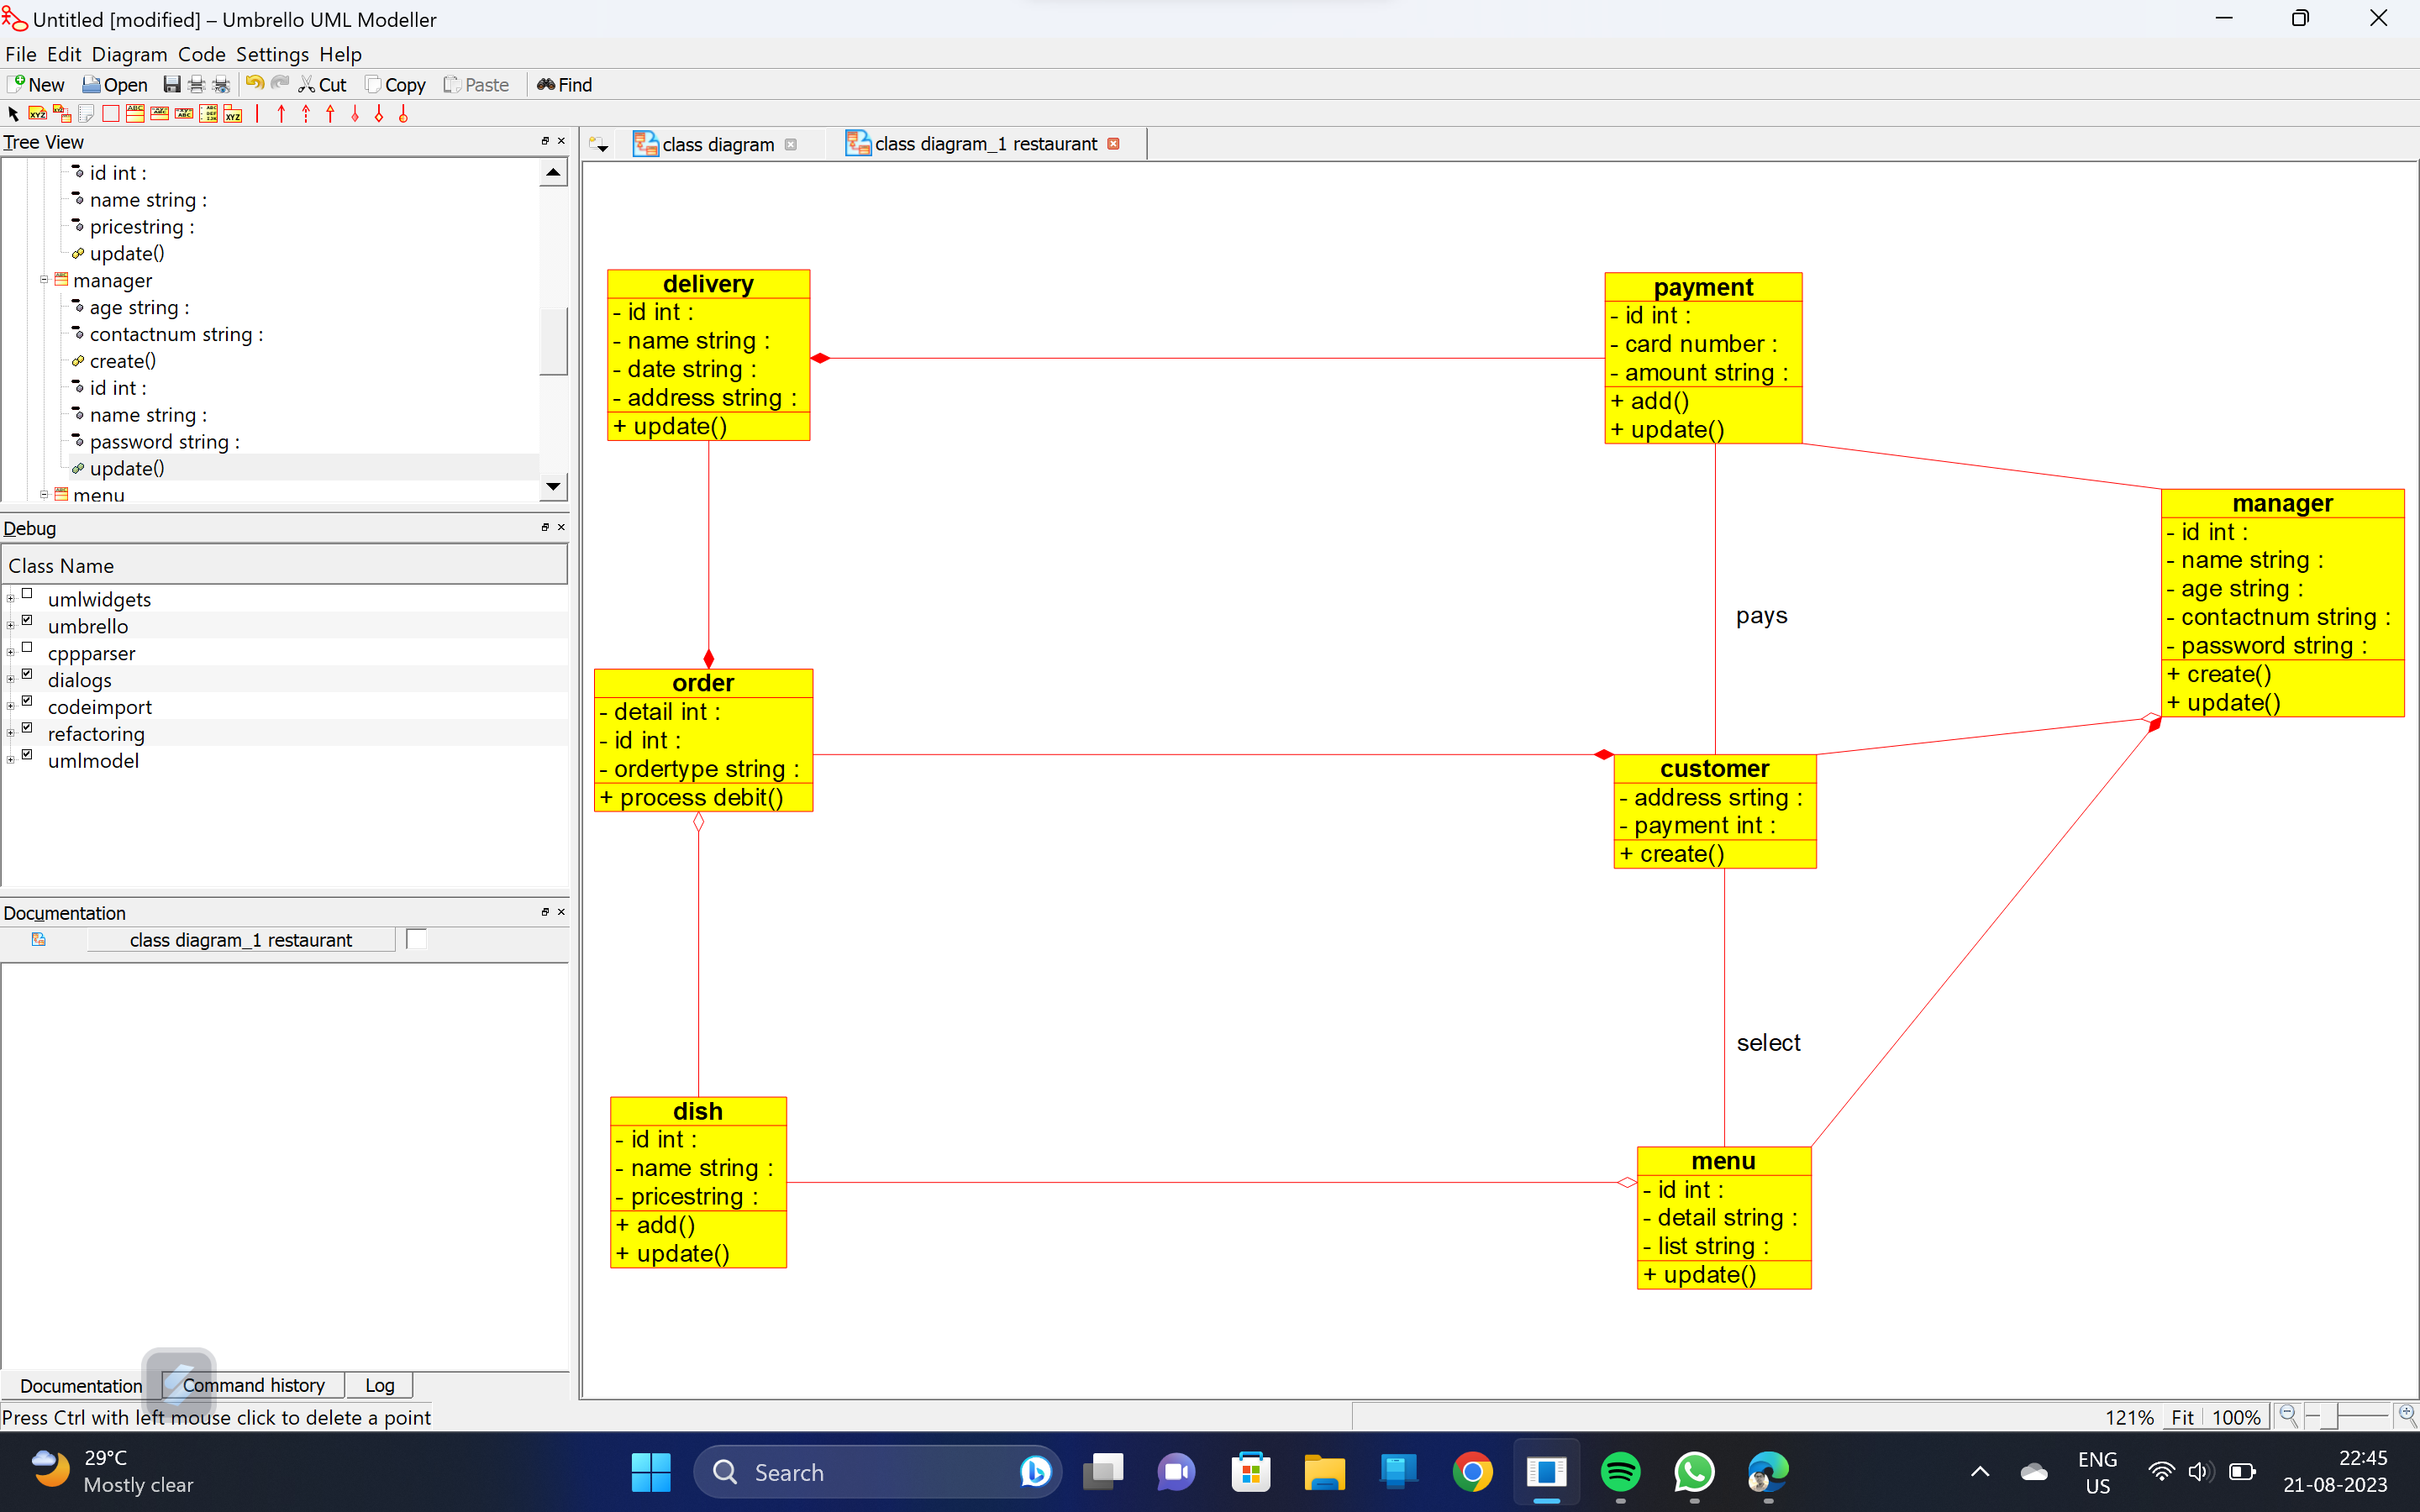 Untitled [modified] – Umbrello UML Modeller
File Edit Diagram Code Settings Help
New Open Cut Copy Paste Find
Tree View
id int :
name string :
pricestring :
update()
manager
age string :
contactnum string :
create()
id int :
name string :
password string :
update()
menu
Debug
Class Name
umlwidgets
umbrello
cppparser
dialogs
codeimport
refactoring
umlmodel
Documentation
class diagram_1 restaurant
Documentation Command history Log
Press Ctrl with left mouse click to delete a point
class diagram class diagram_1 restaurant
delivery
- id int :
- name string :
- date string :
- address string :
+ update()
payment
- id int :
- card number :
- amount string :
+ add()
+ update()
manager
- id int :
- name string :
- age string :
- contactnum string :
- password string :
+ create()
+ update()
pays
order
- detail int :
- id int :
- ordertype string :
+ process debit()
customer
- address srting :
- payment int :
+ create()
select
dish
- id int :
- name string :
- pricestring :
+ add()
+ update()
menu
- id int :
- detail string :
- list string :
+ update()
121% Fit 100%
29°C
Mostly clear
Search
ENG
US
22:45
21-08-2023